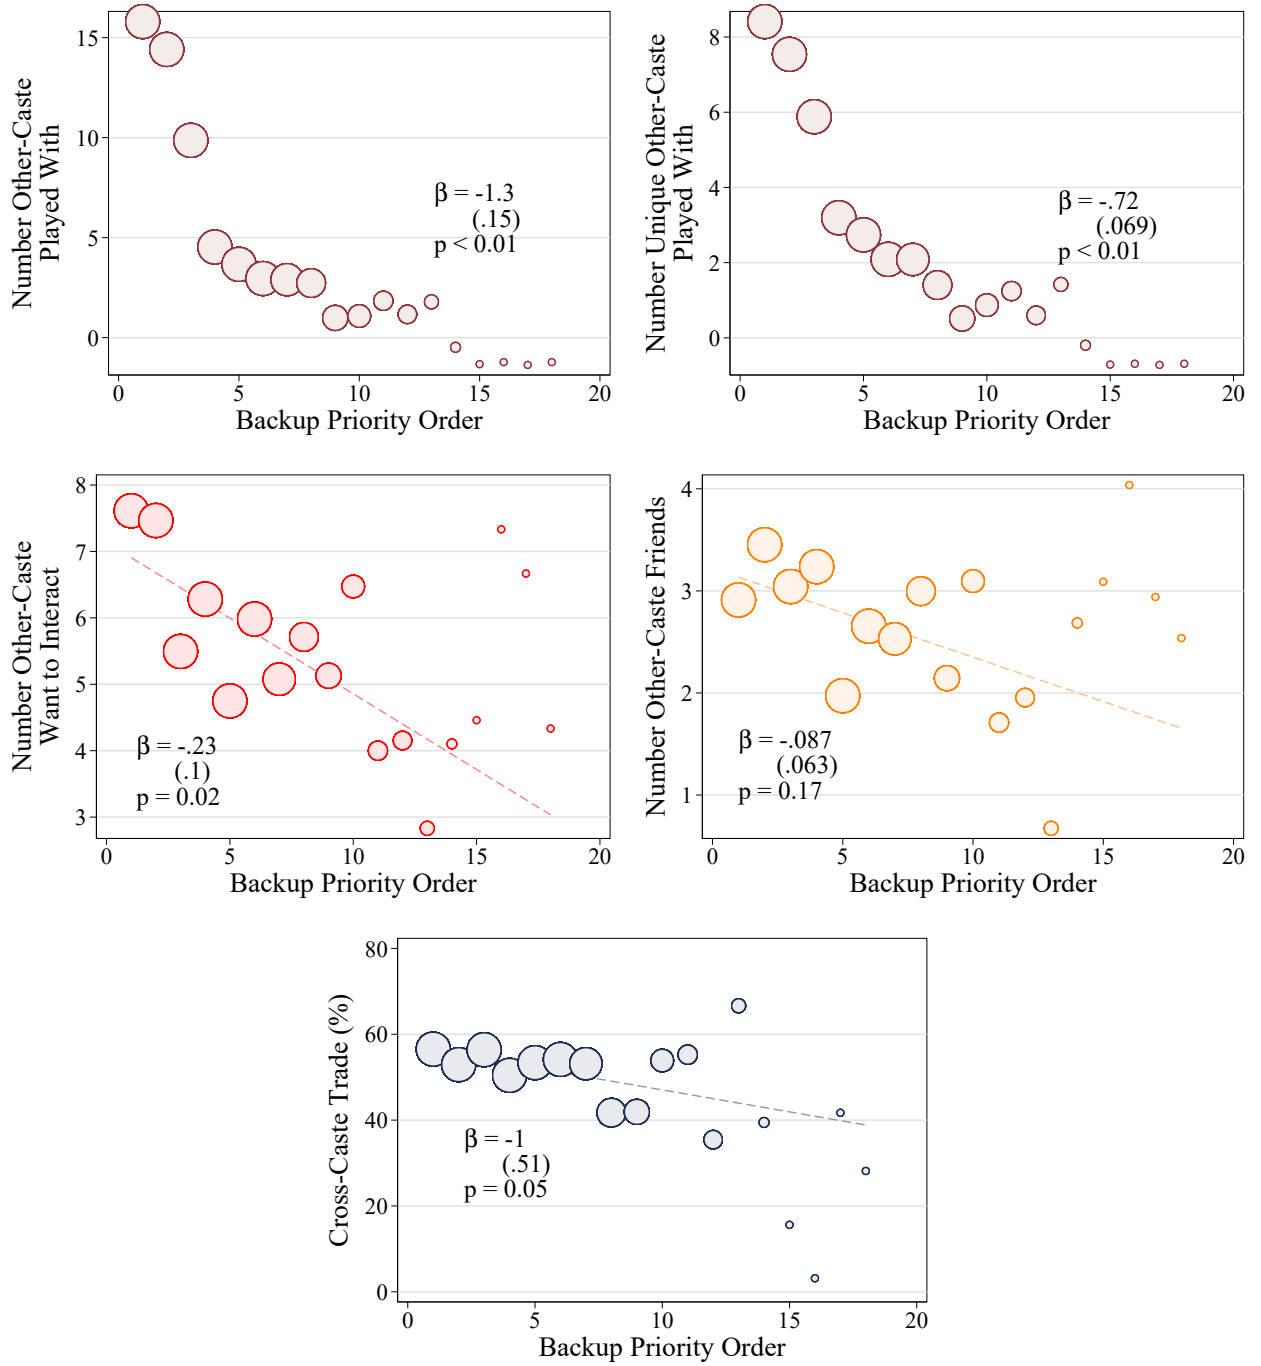 Number Other-Caste
Played With
15
10
5
0
β = -1.3
(.15)
p < 0.01
0 5 10 15 20
Backup Priority Order
Number Unique Other-Caste
Played With
8
6
4
2
0
β = -.72
(.069)
p < 0.01
0 5 10 15 20
Backup Priority Order
Number Other-Caste
Want to Interact
8
7
6
5
4
3
β = -.23
(.1)
p = 0.02
0 5 10 15 20
Backup Priority Order
Number Other-Caste Friends
4
3
2
1
β = -.087
(.063)
p = 0.17
0 5 10 15 20
Backup Priority Order
Cross-Caste Trade (%)
80
60
40
20
0
β = -1
(.51)
p = 0.05
0 5 10 15 20
Backup Priority Order